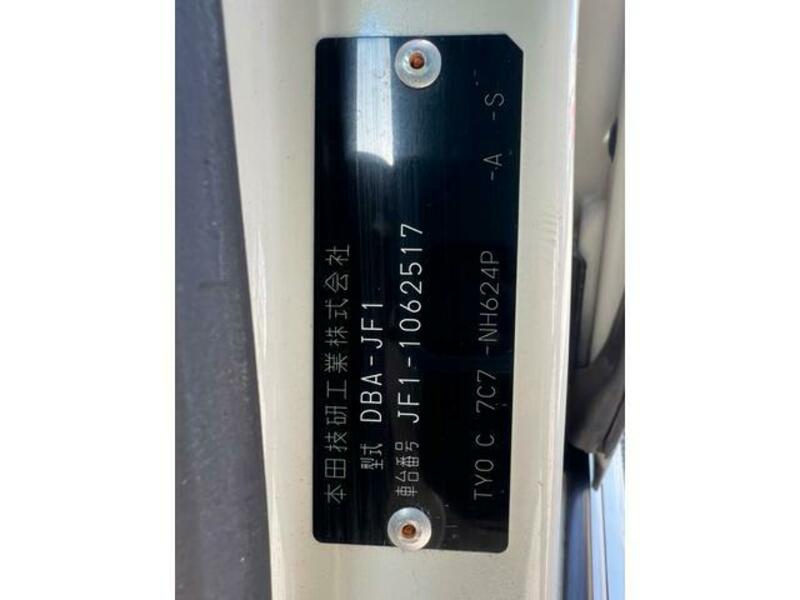 本田技研工業株式会社
型式 DBA-JF1
車台番号 JF1-1062517
TY0 C 7C7 -NH624P -A -S